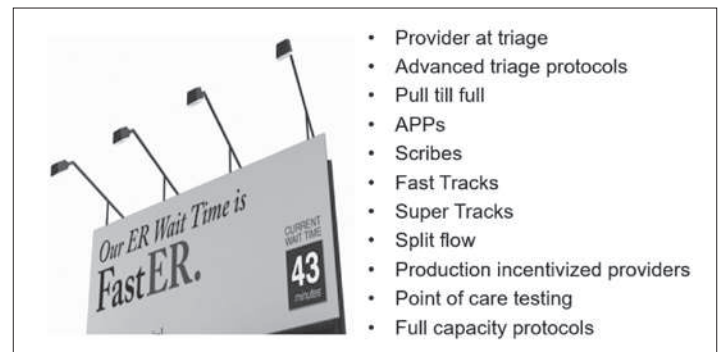 Our ER Wait Time is
FastER.
CURRENT
WAIT TIME
43
minutes
• Provider at triage
• Advanced triage protocols
• Pull till full
• APPs
• Scribes
• Fast Tracks
• Super Tracks
• Split flow
• Production incentivized providers
• Point of care testing
• Full capacity protocols